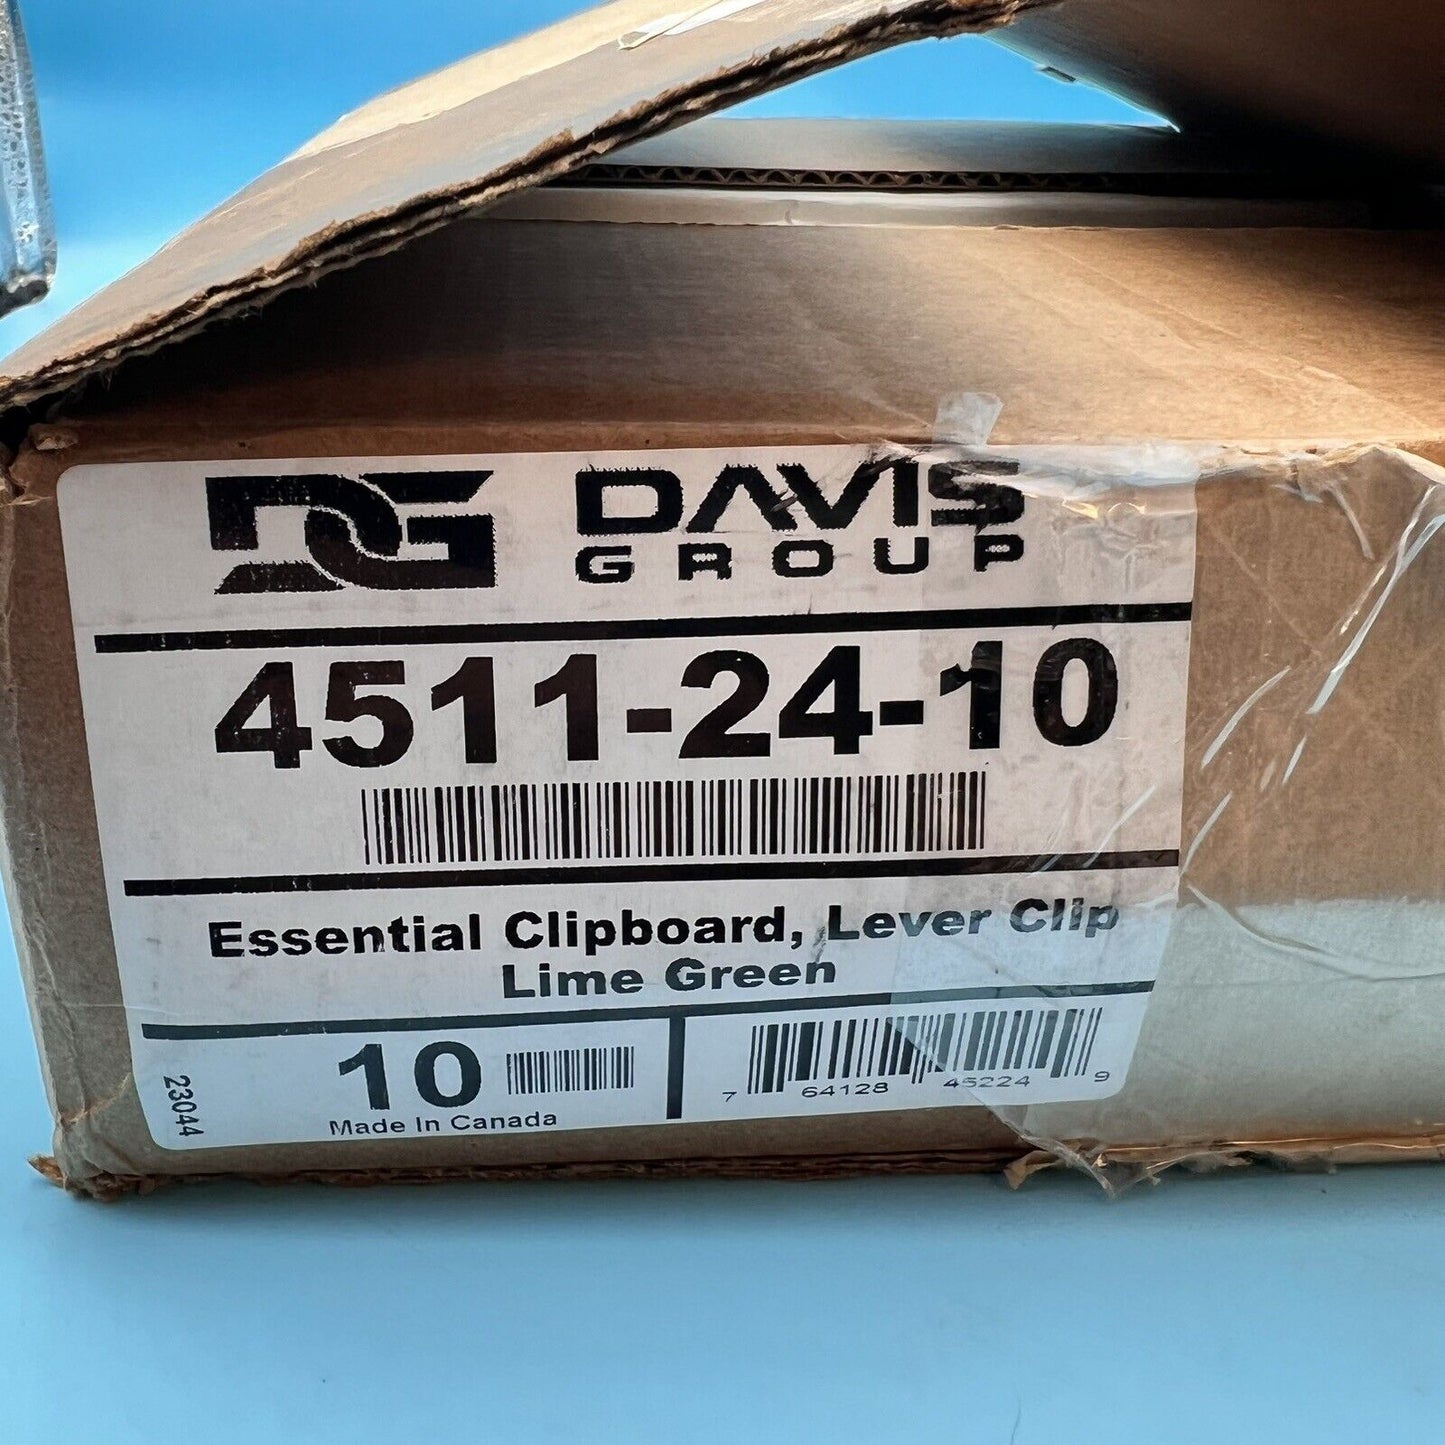 DG DAVIS
GROUP
4511-24-10
Essential Clipboard, Lever Clip
Lime Green
23044
10
Made In Canada
7 64128 45224 9